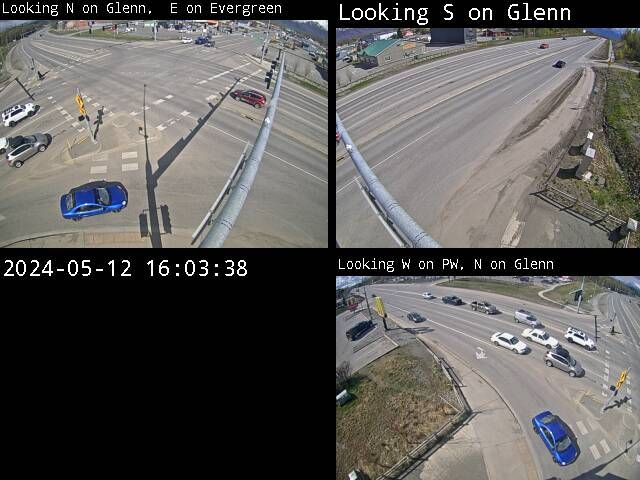 Looking N on Glenn,  E on Evergreen
Looking S on Glenn
2024-05-12 16:03:38
Looking W on PW, N on Glenn